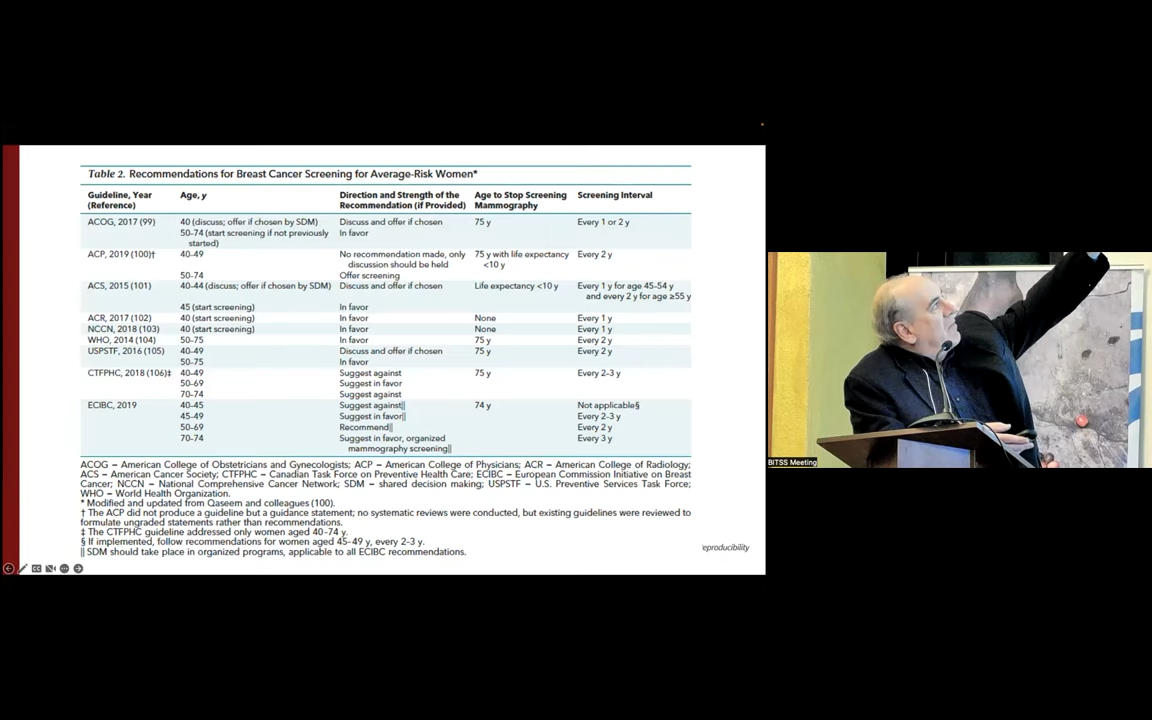 Table 2. Recommendations for Breast Cancer Screening for Average-Risk Women*
Guideline, Year (Reference) Age, y Direction and Strength of the Recommendation (if Provided) Age to Stop Screening Mammography Screening Interval
ACOG, 2017 (99) 40 (discuss; offer if chosen by SDM) Discuss and offer if chosen 75 y Every 1 or 2 y
50–74 (start screening if not previously started) In favor
ACP, 2019 (100)† 40–49 No recommendation made, only discussion should be held 75 y with life expectancy <10 y Every 2 y
50–74 Offer screening
ACS, 2015 (101) 40–44 (discuss; offer if chosen by SDM) Discuss and offer if chosen Life expectancy <10 y Every 1 y for age 45–54 y and every 2 y for age ≥55 y
45 (start screening) In favor
ACR, 2017 (102) 40 (start screening) In favor None Every 1 y
NCCN, 2018 (103) 40 (start screening) In favor None Every 1 y
WHO, 2014 (104) 50–75 In favor 75 y Every 2 y
USPSTF, 2016 (105) 40–49 Discuss and offer if chosen 75 y Every 2 y
50–75 In favor
CTFPHC, 2018 (106)‡ 40–49 Suggest against 75 y Every 2–3 y
50–69 Suggest in favor
70–74 Suggest against
ECIBC, 2019 40–45 Suggest against|| 74 y Not applicable§
45–49 Suggest in favor|| Every 2–3 y
50–69 Recommend|| Every 2 y
70–74 Suggest in favor, organized mammography screening|| Every 3 y
ACOG = American College of Obstetricians and Gynecologists; ACP = American College of Physicians; ACR = American College of Radiology;
ACS = American Cancer Society; CTFPHC = Canadian Task Force on Preventive Health Care; ECIBC = European Commission Initiative on Breast
Cancer; NCCN = National Comprehensive Cancer Network; SDM = shared decision making; USPSTF = U.S. Preventive Services Task Force;
WHO = World Health Organization.
* Modified and updated from Qaseem and colleagues (100).
† The ACP did not produce a guideline but a guidance statement; no systematic reviews were conducted, but existing guidelines were reviewed to
formulate ungraded statements rather than recommendations.
‡ The CTFPHC guideline addressed only women aged 40–74 y.
§ If implemented, follow recommendations for women aged 45–49 y, every 2–3 y.
|| SDM should take place in organized programs, applicable to all ECIBC recommendations.
eproducibility
BITSS Meeting